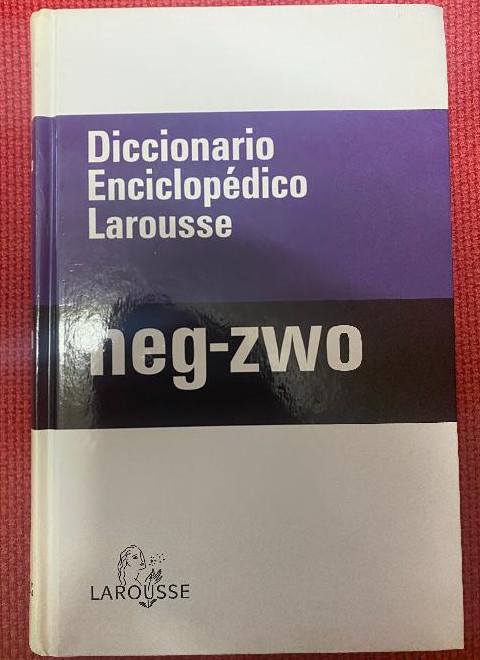 Diccionario
Enciclopédico
Larousse
neg-zwo
LAROUSSE